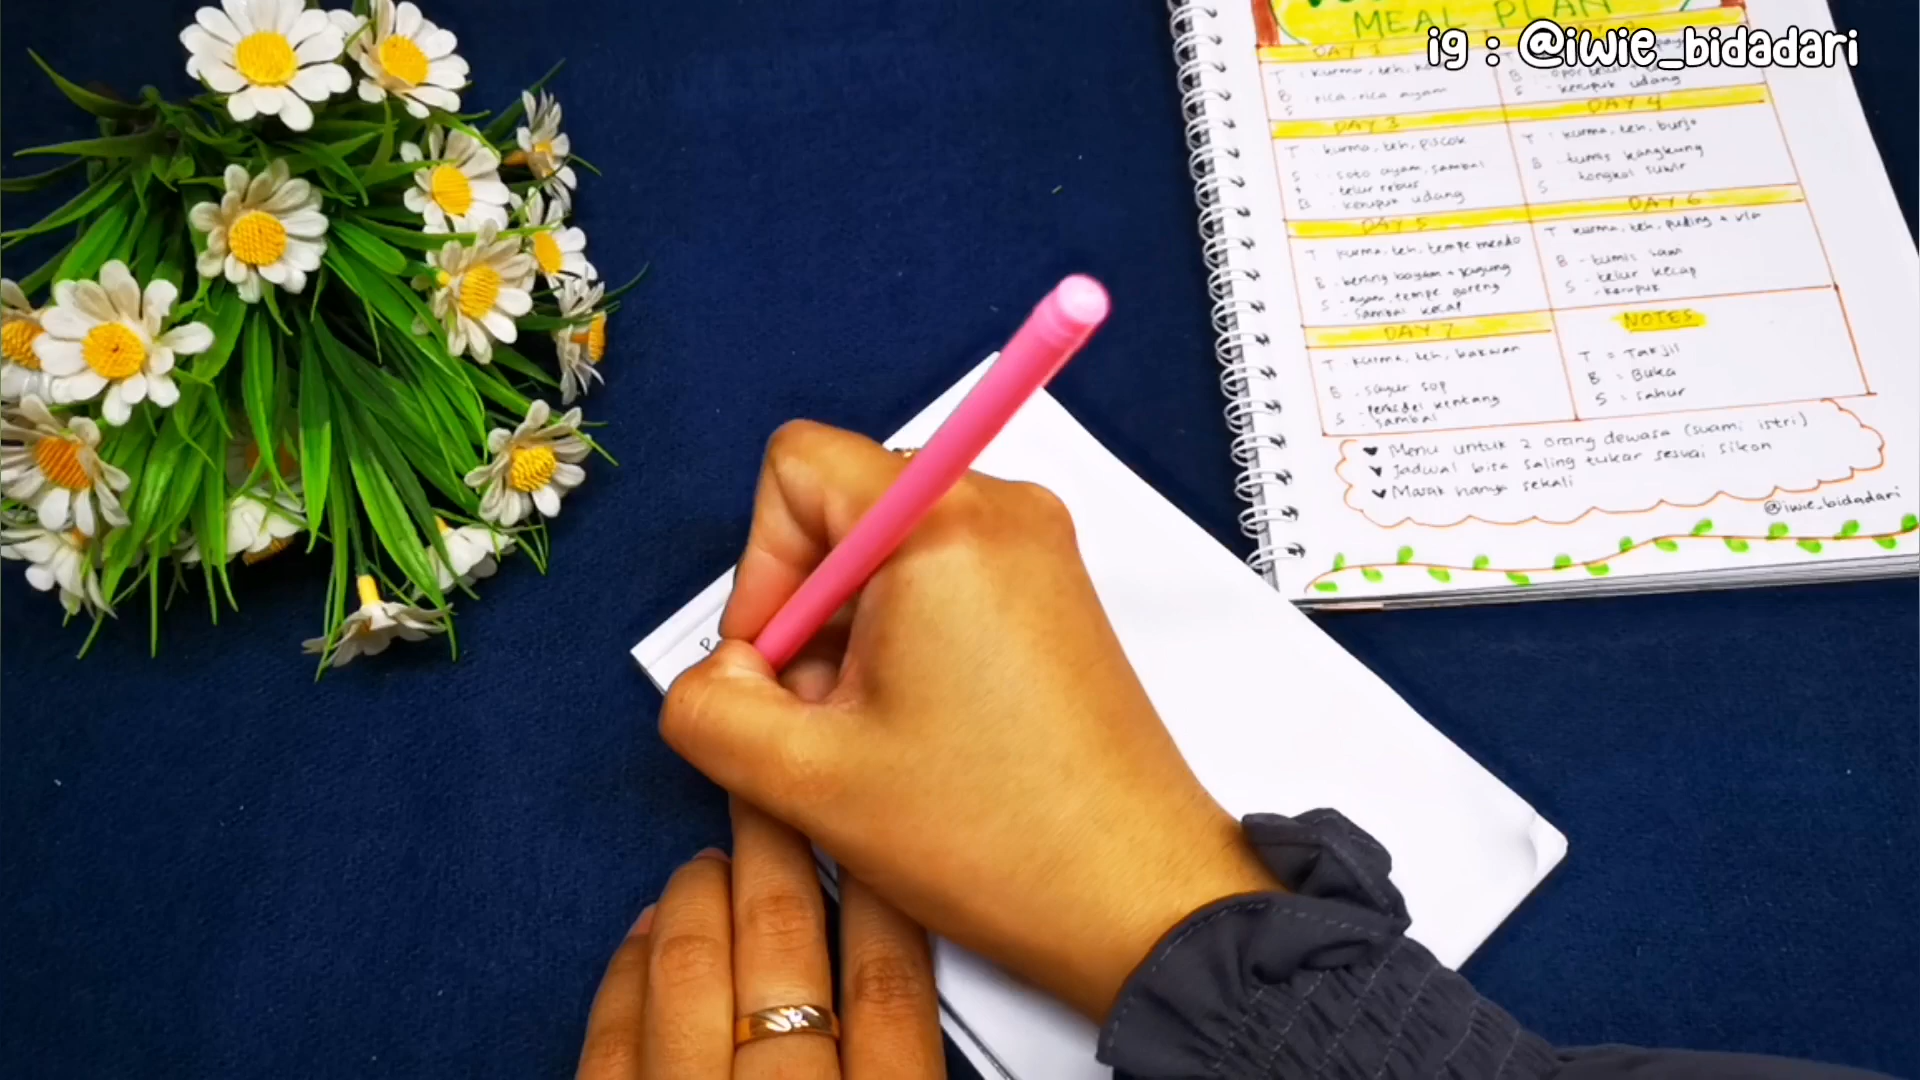 MEAL PLAN
ig : @iwie_bidadari
DAY 1
T : kurma, teh,
B : rica, rica ayam
S
B - opor telur
S - kerupuk udang
DAY 3
T : kurma, teh, piscok
S - soto ayam, sambal
+ - telur rebus
B - kerupuk udang
DAY 4
T : kurma, teh, burjo
B - tumis kangkung
S tongkol suwir
DAY 5
T kurma, teh, tempe mendo
B - bening bayam + jagung
S - ayam, tempe goreng
- sambal kecap
DAY 6
T kurma, teh, puding + vla
B - tumis sawi
S - telur kecap
- kerupuk
DAY 7
T : kurma, teh, bakwan
B - sayur sop
S - perkedel kentang
- sambal
NOTES
T = Takjil
B = Buka
S = Sahur
Menu untuk 2 orang dewasa (suami istri)
Jadwal bisa saling tukar sesuai sikon
Masak hanya sekali
@iwie_bidadari
P